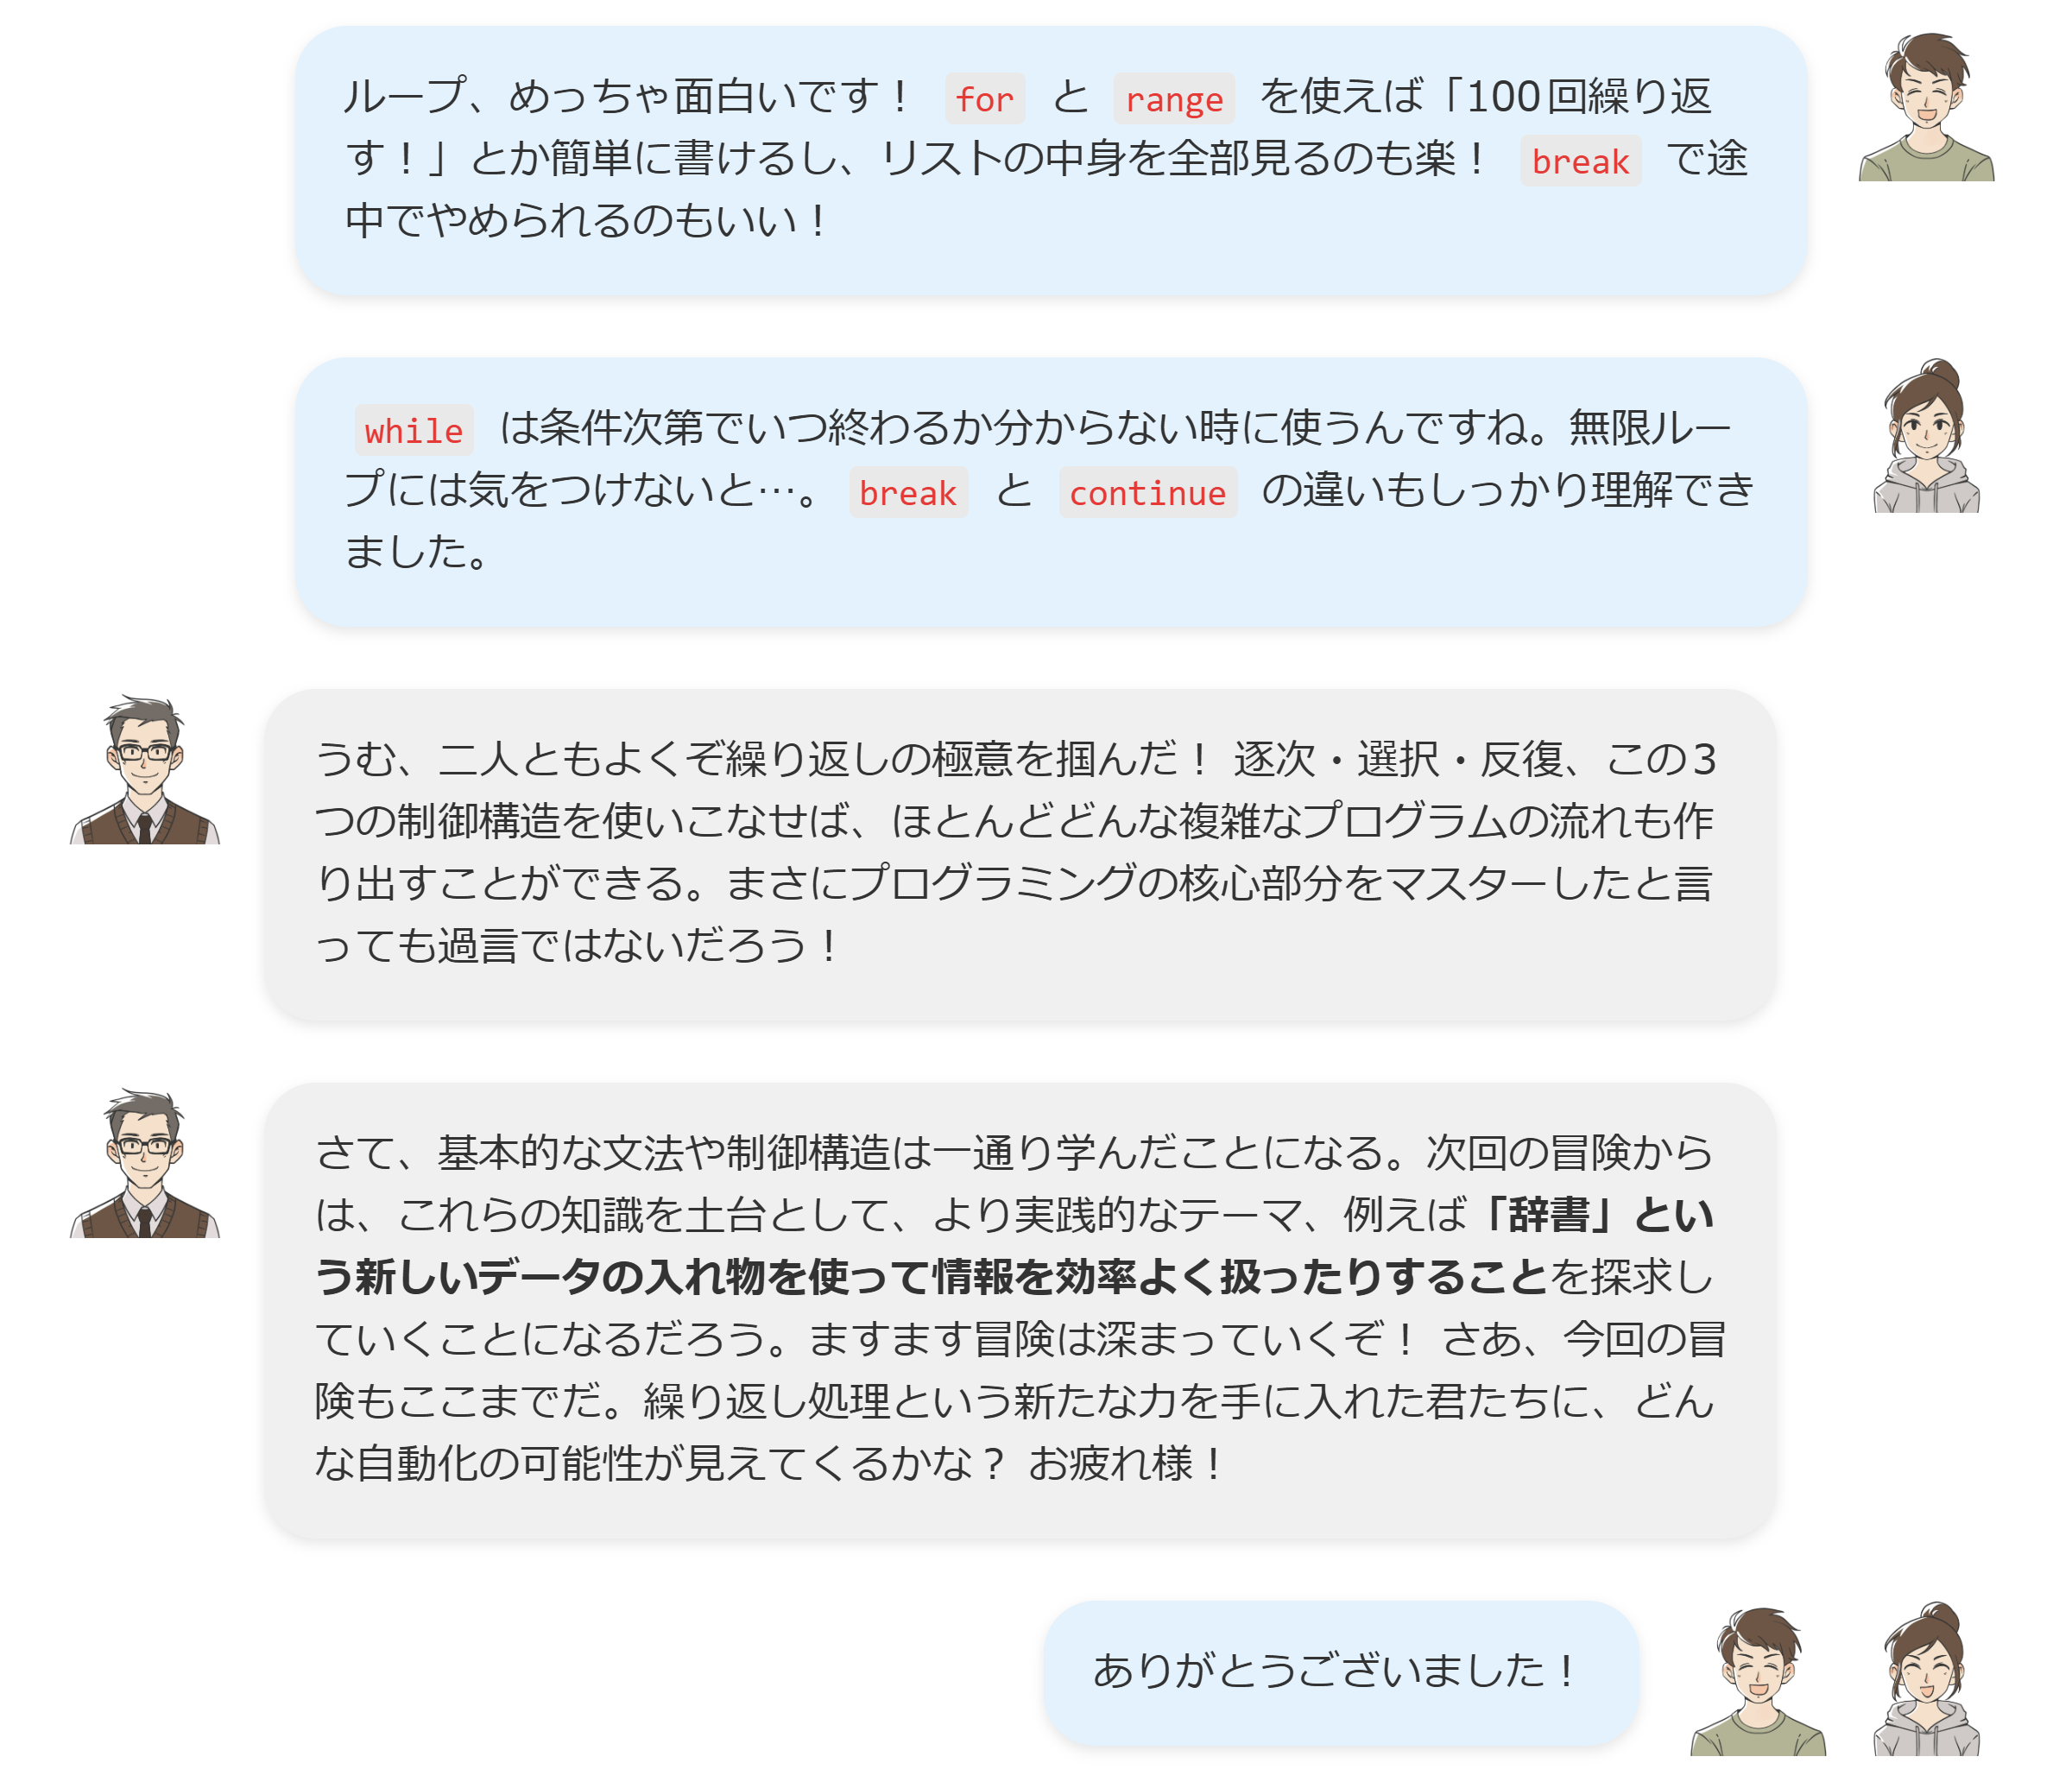 ループ、めっちゃ面白いです！ for と range を使えば「100回繰り返
す！」とか簡単に書けるし、リストの中身を全部見るのも楽！ break で途
中でやめられるのもいい！
while は条件次第でいつ終わるか分からない時に使うんですね。無限ルー
プには気をつけないと…。 break と continue の違いもしっかり理解でき
ました。
うむ、二人ともよくぞ繰り返しの極意を掴んだ！ 逐次・選択・反復、この3
つの制御構造を使いこなせば、ほとんどどんな複雑なプログラムの流れも作
り出すことができる。まさにプログラミングの核心部分をマスターしたと言
っても過言ではないだろう！
さて、基本的な文法や制御構造は一通り学んだことになる。次回の冒険から
は、これらの知識を土台として、より実践的なテーマ、例えば「辞書」とい
う新しいデータの入れ物を使って情報を効率よく扱ったりすることを探求し
ていくことになるだろう。ますます冒険は深まっていくぞ！ さあ、今回の冒
険もここまでだ。繰り返し処理という新たな力を手に入れた君たちに、どん
な自動化の可能性が見えてくるかな？ お疲れ様！
ありがとうございました！